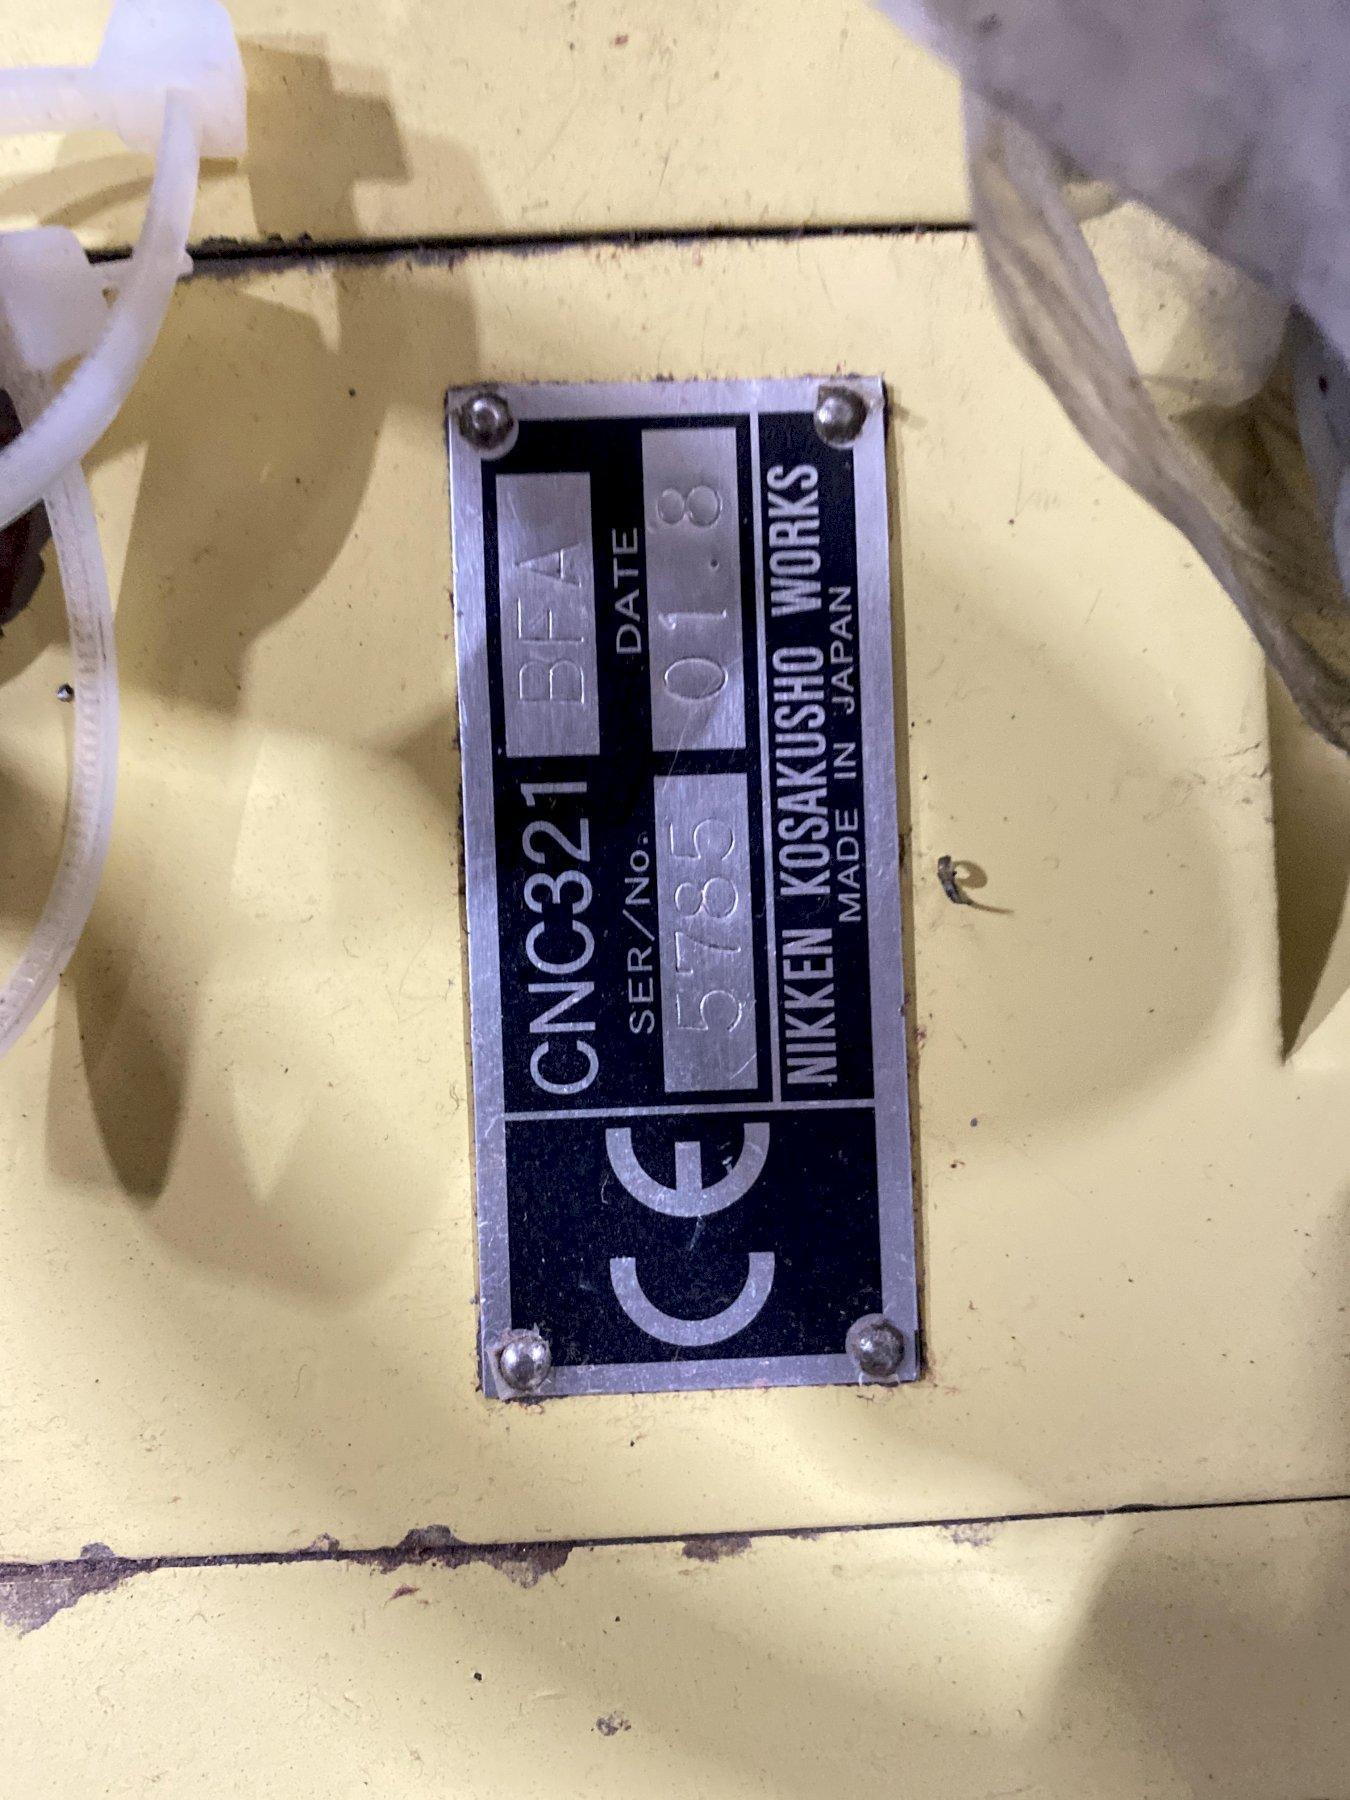 CE
CNC321 BFA
SER/No. DATE
5785 01.8
NIKKEN KOSAKUSHO WORKS
MADE IN JAPAN